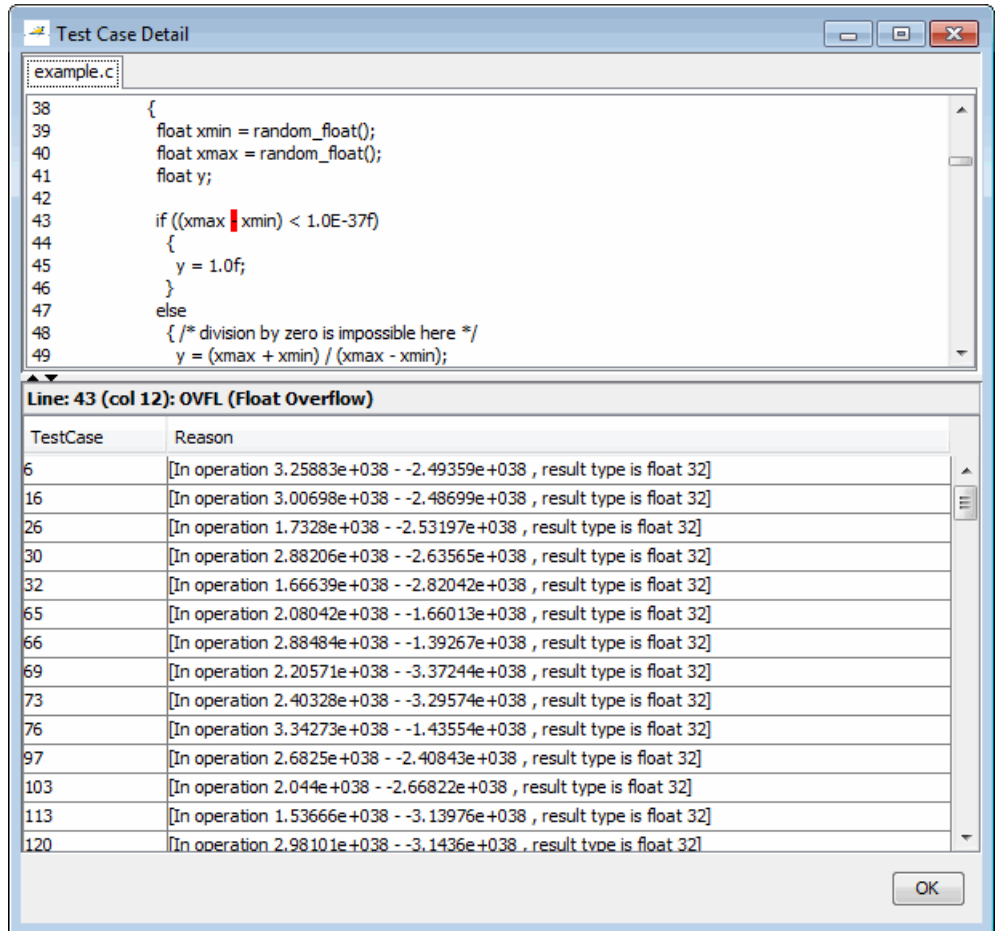 Test Case Detail
example.c
38 {
39 float xmin = random_float();
40 float xmax = random_float();
41 float y;
42
43 if ((xmax - xmin) < 1.0E-37f)
44 {
45 y = 1.0f;
46 }
47 else
48 { /* division by zero is impossible here */
49 y = (xmax + xmin) / (xmax - xmin);
Line: 43 (col 12): OVFL (Float Overflow)
TestCase Reason
6 [In operation 3.25883e+038 - -2.49359e+038 , result type is float 32]
16 [In operation 3.00698e+038 - -2.48699e+038 , result type is float 32]
26 [In operation 1.7328e+038 - -2.53197e+038 , result type is float 32]
30 [In operation 2.88206e+038 - -2.63565e+038 , result type is float 32]
32 [In operation 1.66639e+038 - -2.82042e+038 , result type is float 32]
65 [In operation 2.08042e+038 - -1.66013e+038 , result type is float 32]
66 [In operation 2.88484e+038 - -1.39267e+038 , result type is float 32]
69 [In operation 2.20571e+038 - -3.37244e+038 , result type is float 32]
73 [In operation 2.40328e+038 - -3.29574e+038 , result type is float 32]
76 [In operation 3.34273e+038 - -1.43554e+038 , result type is float 32]
97 [In operation 2.6825e+038 - -2.40843e+038 , result type is float 32]
103 [In operation 2.044e+038 - -2.66822e+038 , result type is float 32]
113 [In operation 1.53666e+038 - -3.13976e+038 , result type is float 32]
120 [In operation 2.98101e+038 - -3.1436e+038 , result type is float 32]
OK